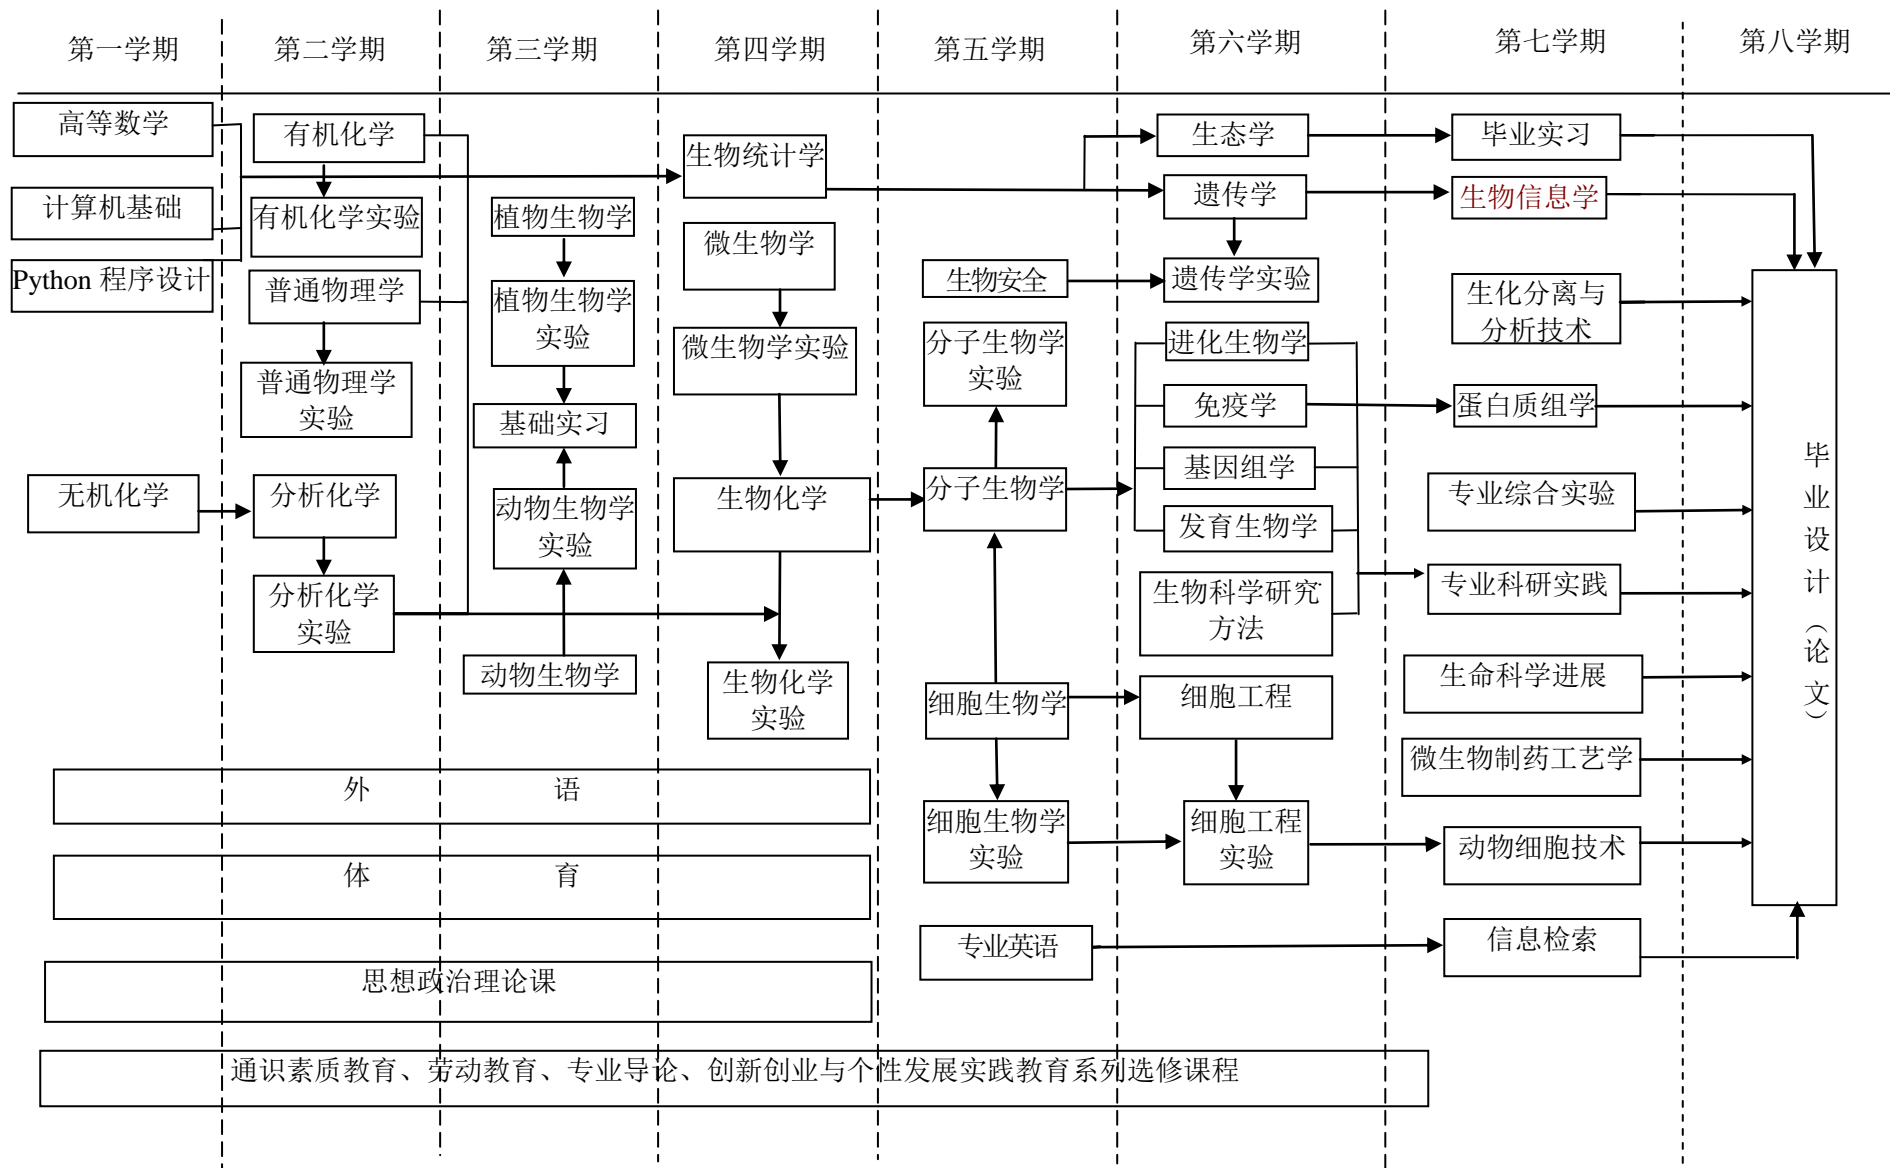 第一学期
第二学期
第三学期
第四学期
第五学期
第六学期
第七学期
第八学期
高等数学
计算机基础
Python 程序设计
无机化学
有机化学
有机化学实验
普通物理学
普通物理学
实验
分析化学
分析化学
实验
植物生物学
植物生物学
实验
基础实习
动物生物学
实验
动物生物学
生物统计学
微生物学
微生物学实验
生物化学
生物化学
实验
生物安全
分子生物学
实验
分子生物学
细胞生物学
细胞生物学
实验
专业英语
生态学
遗传学
遗传学实验
进化生物学
免疫学
基因组学
发育生物学
生物科学研究
方法
细胞工程
细胞工程
实验
毕业实习
生物信息学
生化分离与
分析技术
蛋白质组学
专业综合实验
专业科研实践
生命科学进展
微生物制药工艺学
动物细胞技术
信息检索
毕业设计（论文）
外 语
体 育
思想政治理论课
通识素质教育、劳动教育、专业导论、创新创业与个性发展实践教育系列选修课程